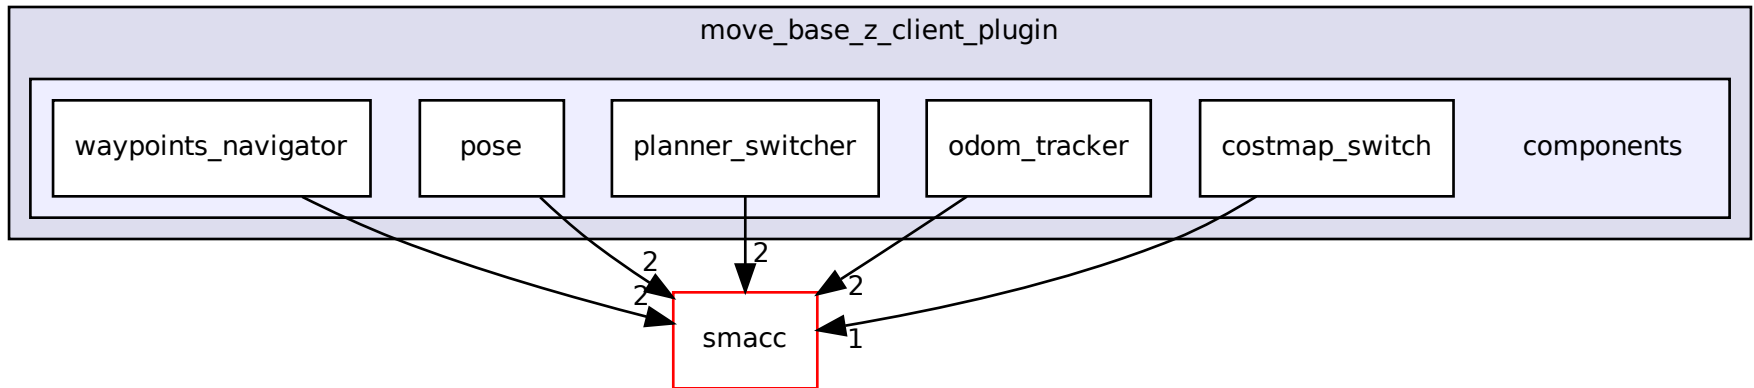 move_base_z_client_plugin
waypoints_navigator
pose
planner_switcher
odom_tracker
costmap_switch
components
2
2
2
2
1
smacc